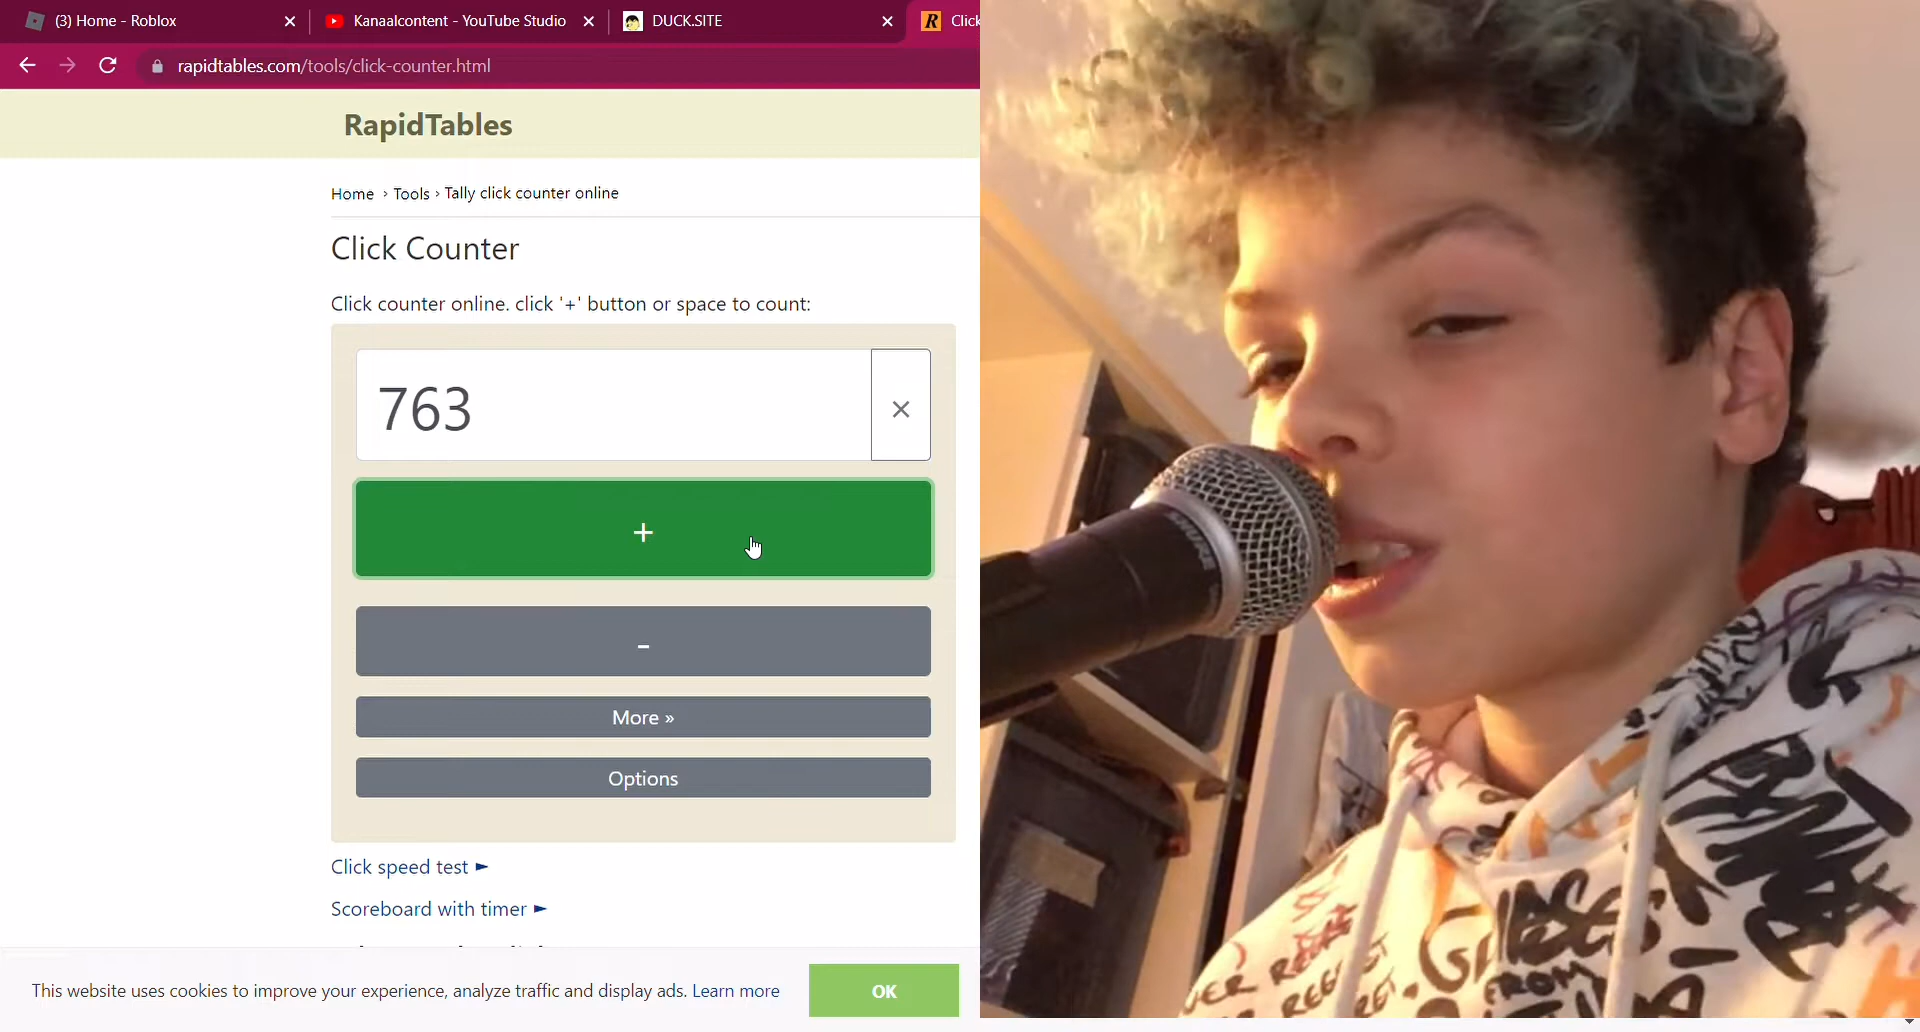 (3) Home - Roblox
Kanaalcontent - YouTube Studio
DUCK.SITE
Click
rapidtables.com/tools/click-counter.html
RapidTables
Home › Tools › Tally click counter online
Click Counter
Click counter online. click '+' button or space to count:
763
×
+
-
More »
Options
Click speed test ►
Scoreboard with timer ►
This website uses cookies to improve your experience, analyze traffic and display ads. Learn more
OK
SHURE
REGRET